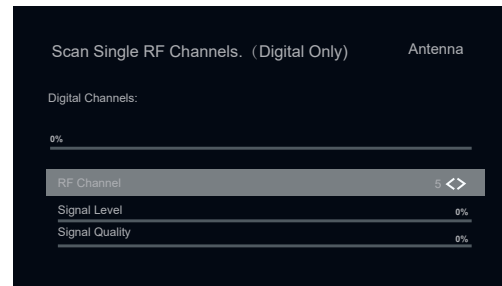 Scan Single RF Channels.（Digital Only) Antenna
Digital Channels:
0%
RF Channel 5 <>
Signal Level 0%
Signal Quality 0%